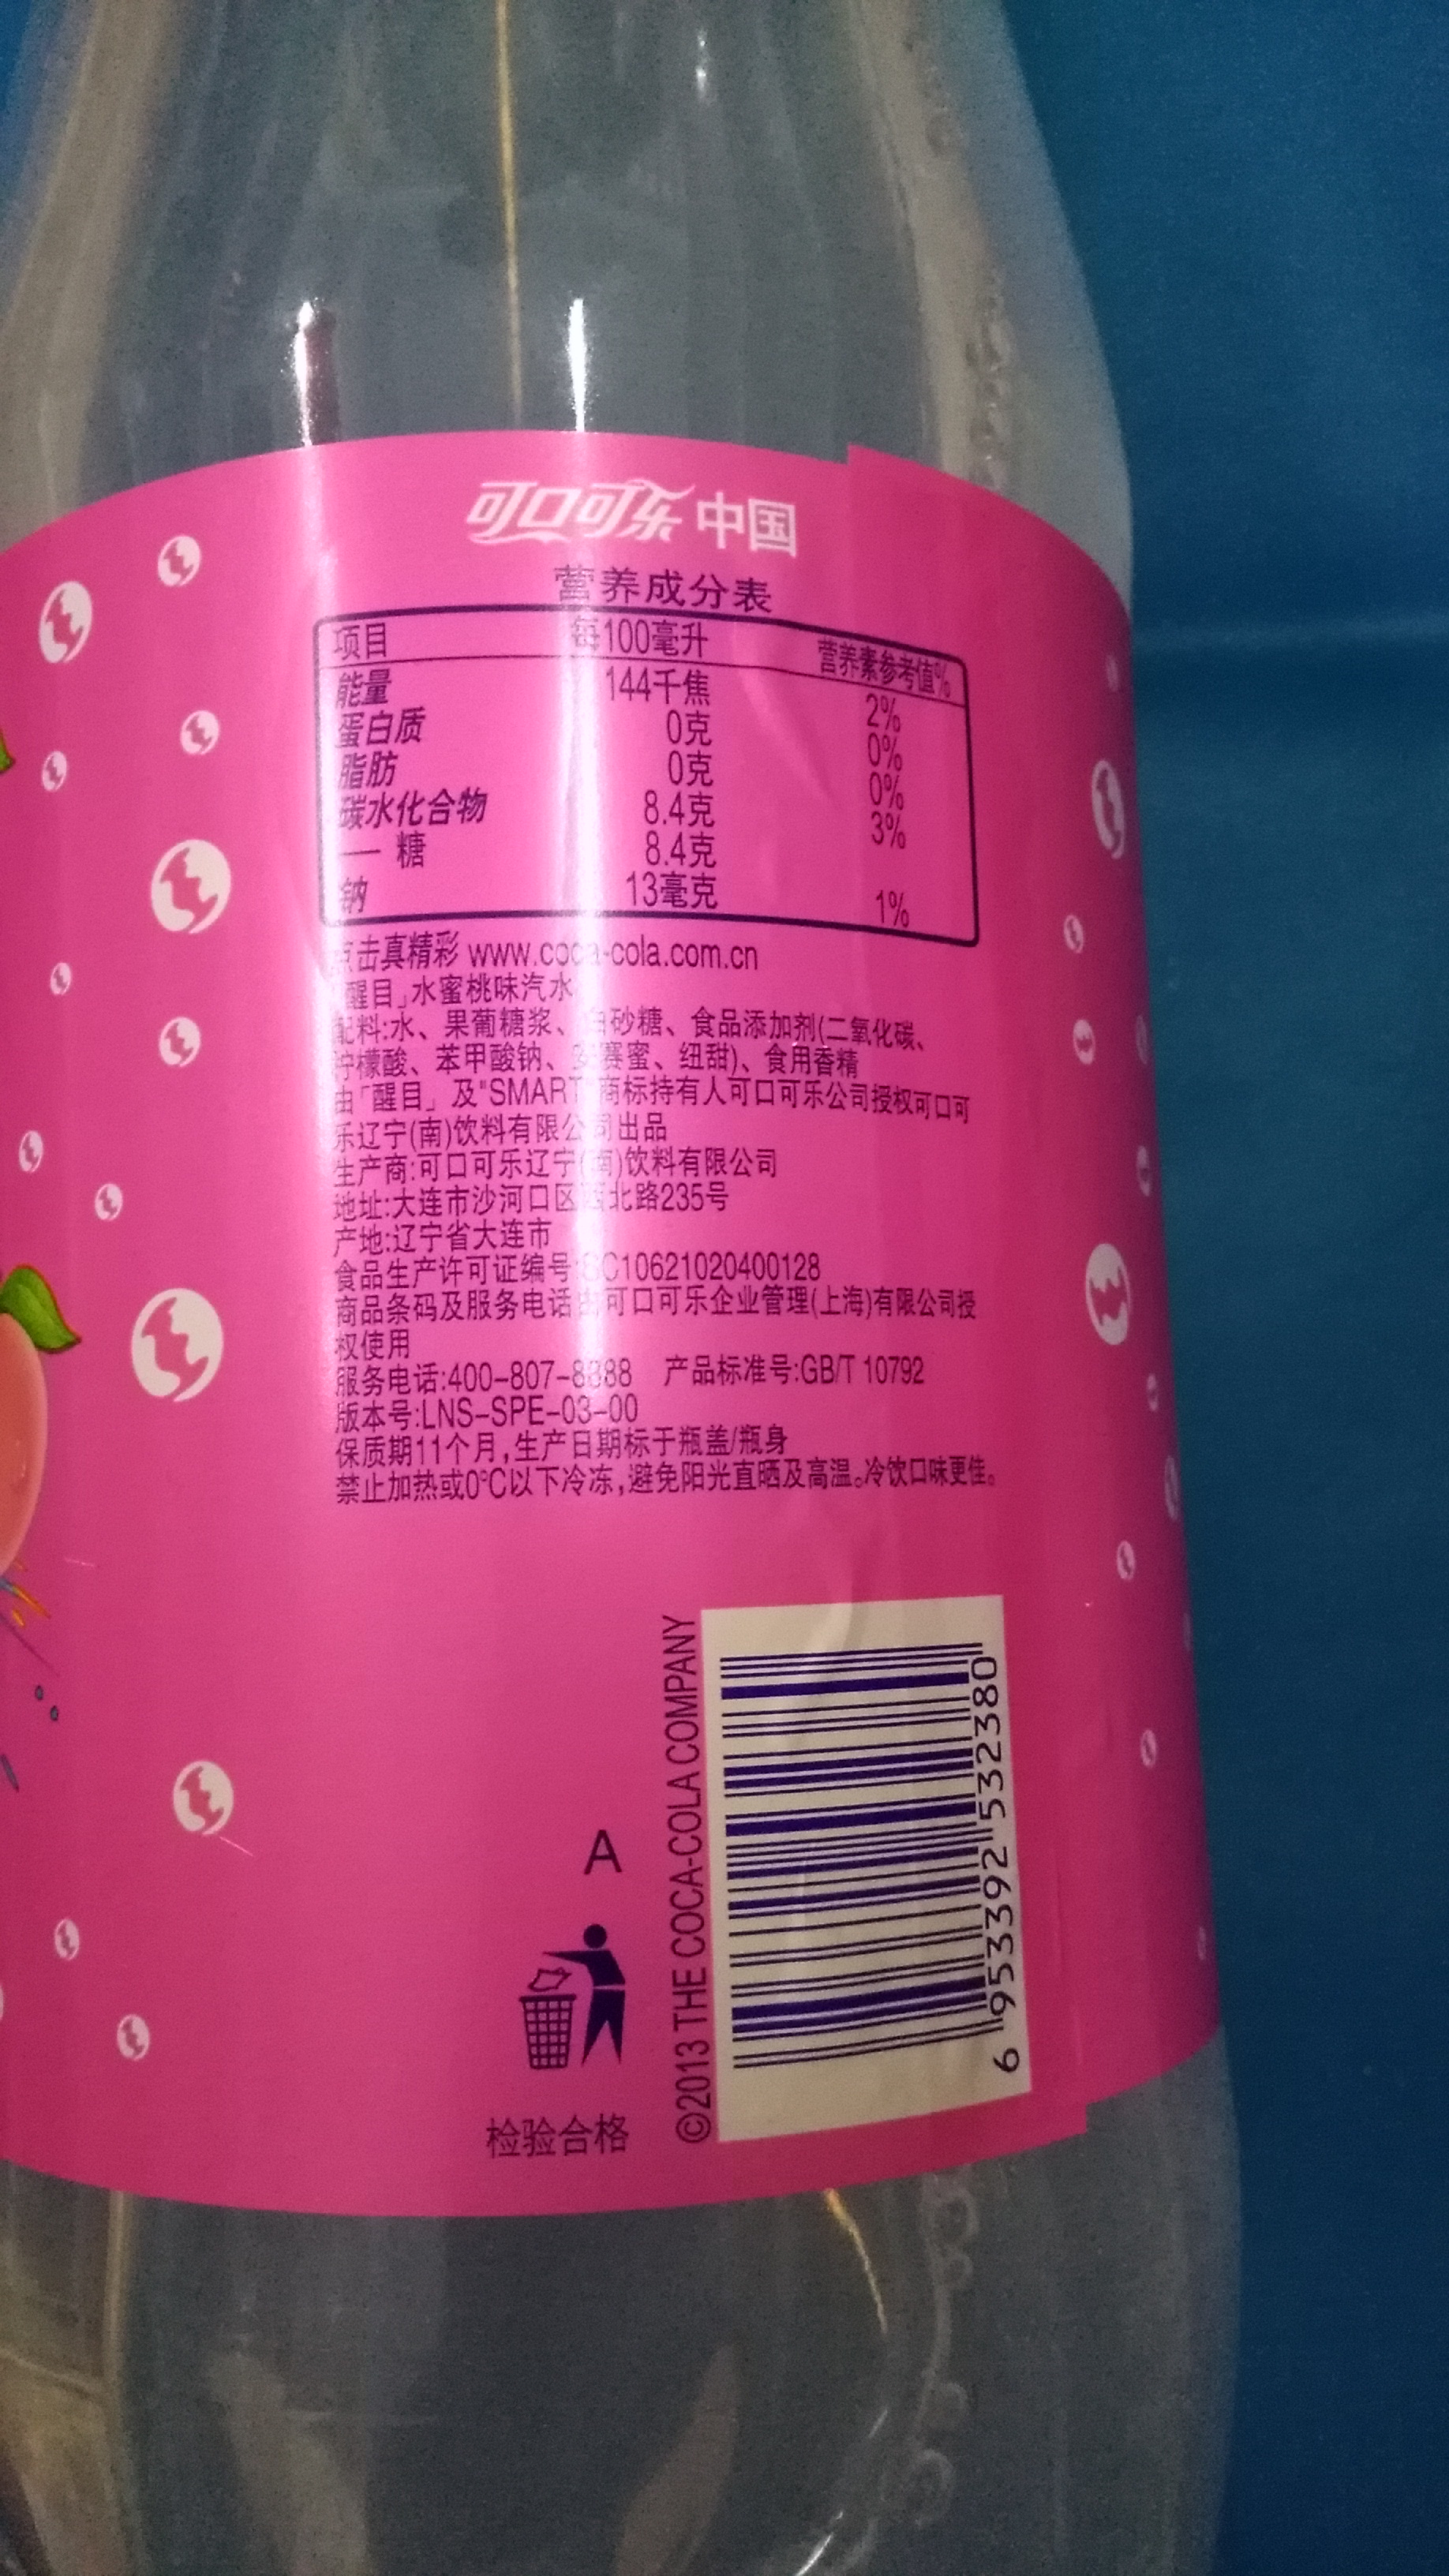 可口可乐 中国
营养成分表
项目 每100毫升 营养素参考值%
能量 144千焦 2%
蛋白质 0克 0%
脂肪 0克 0%
碳水化合物 8.4克 3%
— 糖 8.4克
钠 13毫克 1%
点击真精彩 www.coca-cola.com.cn
「醒目」水蜜桃味汽水
配料:水、果葡糖浆、白砂糖、食品添加剂(二氧化碳、
柠檬酸、苯甲酸钠、安赛蜜、纽甜)、食用香精
由「醒目」及"SMART"商标持有人可口可乐公司授权可口可
乐辽宁(南)饮料有限公司出品
生产商:可口可乐辽宁(南)饮料有限公司
地址:大连市沙河口区西北路235号
产地:辽宁省大连市
食品生产许可证编号:SC10621020400128
商品条码及服务电话由可口可乐企业管理(上海)有限公司授
权使用
服务电话:400-807-8888 产品标准号:GB/T 10792
版本号:LNS-SPE-03-00
保质期11个月,生产日期标于瓶盖/瓶身
禁止加热或0℃以下冷冻,避免阳光直晒及高温。冷饮口味更佳。
A
检验合格
©2013 THE COCA-COLA COMPANY
6 953392 532380